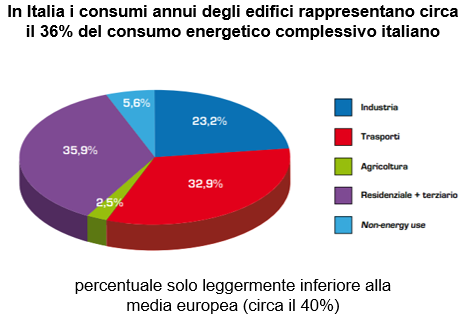 In Italia i consumi annui degli edifici rappresentano circa
il 36% del consumo energetico complessivo italiano
5,6%
23,2%
35,9%
2,5%
32,9%
Industria
Trasporti
Agricoltura
Residenziale + terziario
Non-energy use
percentuale solo leggermente inferiore alla
media europea (circa il 40%)